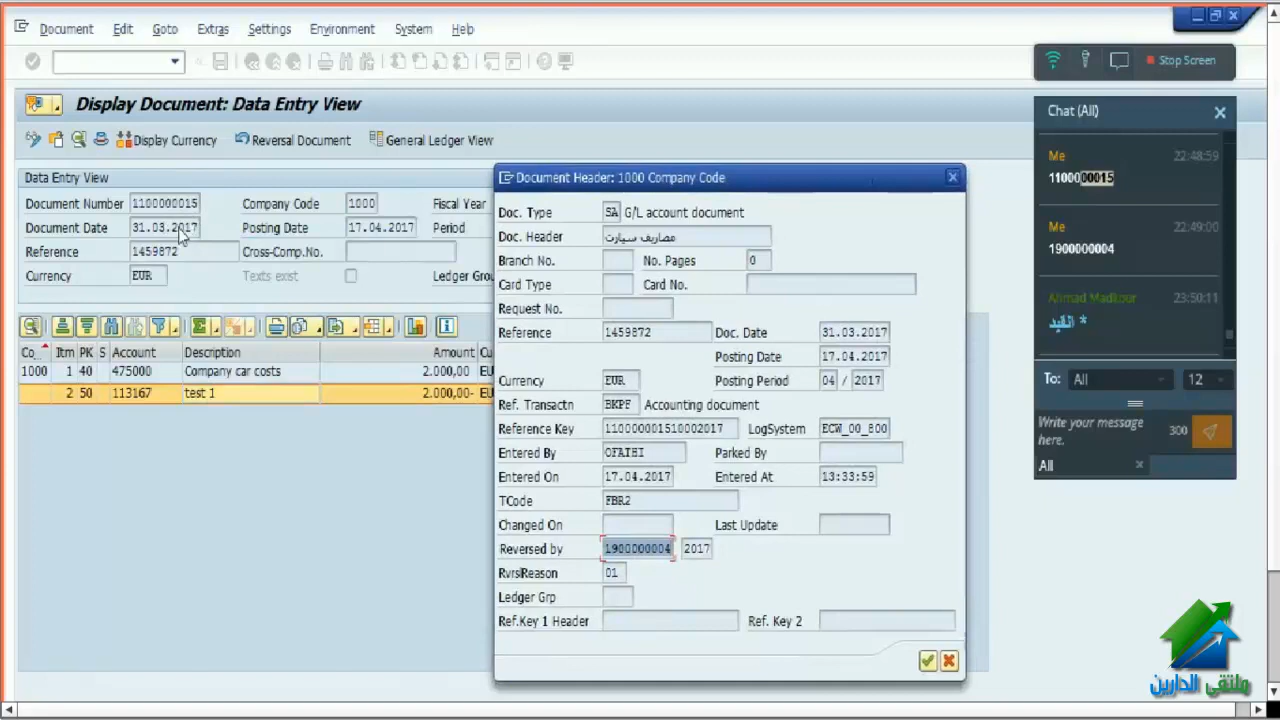 Document Edit Goto Extras Settings Environment System Help
Stop Screen
Display Document: Data Entry View
Display Currency Reversal Document General Ledger View
Data Entry View
Document Number 1100000015 Company Code 1000 Fiscal Year
Document Date 31.03.2017 Posting Date 17.04.2017 Period
Reference 1459872 Cross-Comp.No.
Currency EUR Texts exist Ledger Grou
Co.. Itm PK S Account Description Amount Cu
1000 1 40 475000 Company car costs 2.000,00 EU
2 50 113167 test 1 2.000,00- EU
Document Header: 1000 Company Code
Doc. Type SA G/L account document
Doc. Header مصاريف سيارت
Branch No. No. Pages 0
Card Type Card No.
Request No.
Reference 1459872 Doc. Date 31.03.2017
Posting Date 17.04.2017
Currency EUR Posting Period 04 / 2017
Ref. Transactn BKPF Accounting document
Reference Key 110000001510002017 LogSystem ECW_00_800
Entered By OFATHI Parked By
Entered On 17.04.2017 Entered At 13:33:59
TCode FBR2
Changed On Last Update
Reversed by 1900000004 2017
RvrslReason 01
Ledger Grp
Ref.Key 1 Header Ref. Key 2
Chat (All)
Me 22:48:59
1100000015
Me 22:49:00
1900000004
Ahmad Madkour 23:50:11
To: All 12
Write your message
here. 300
All
ملتقى الدارين